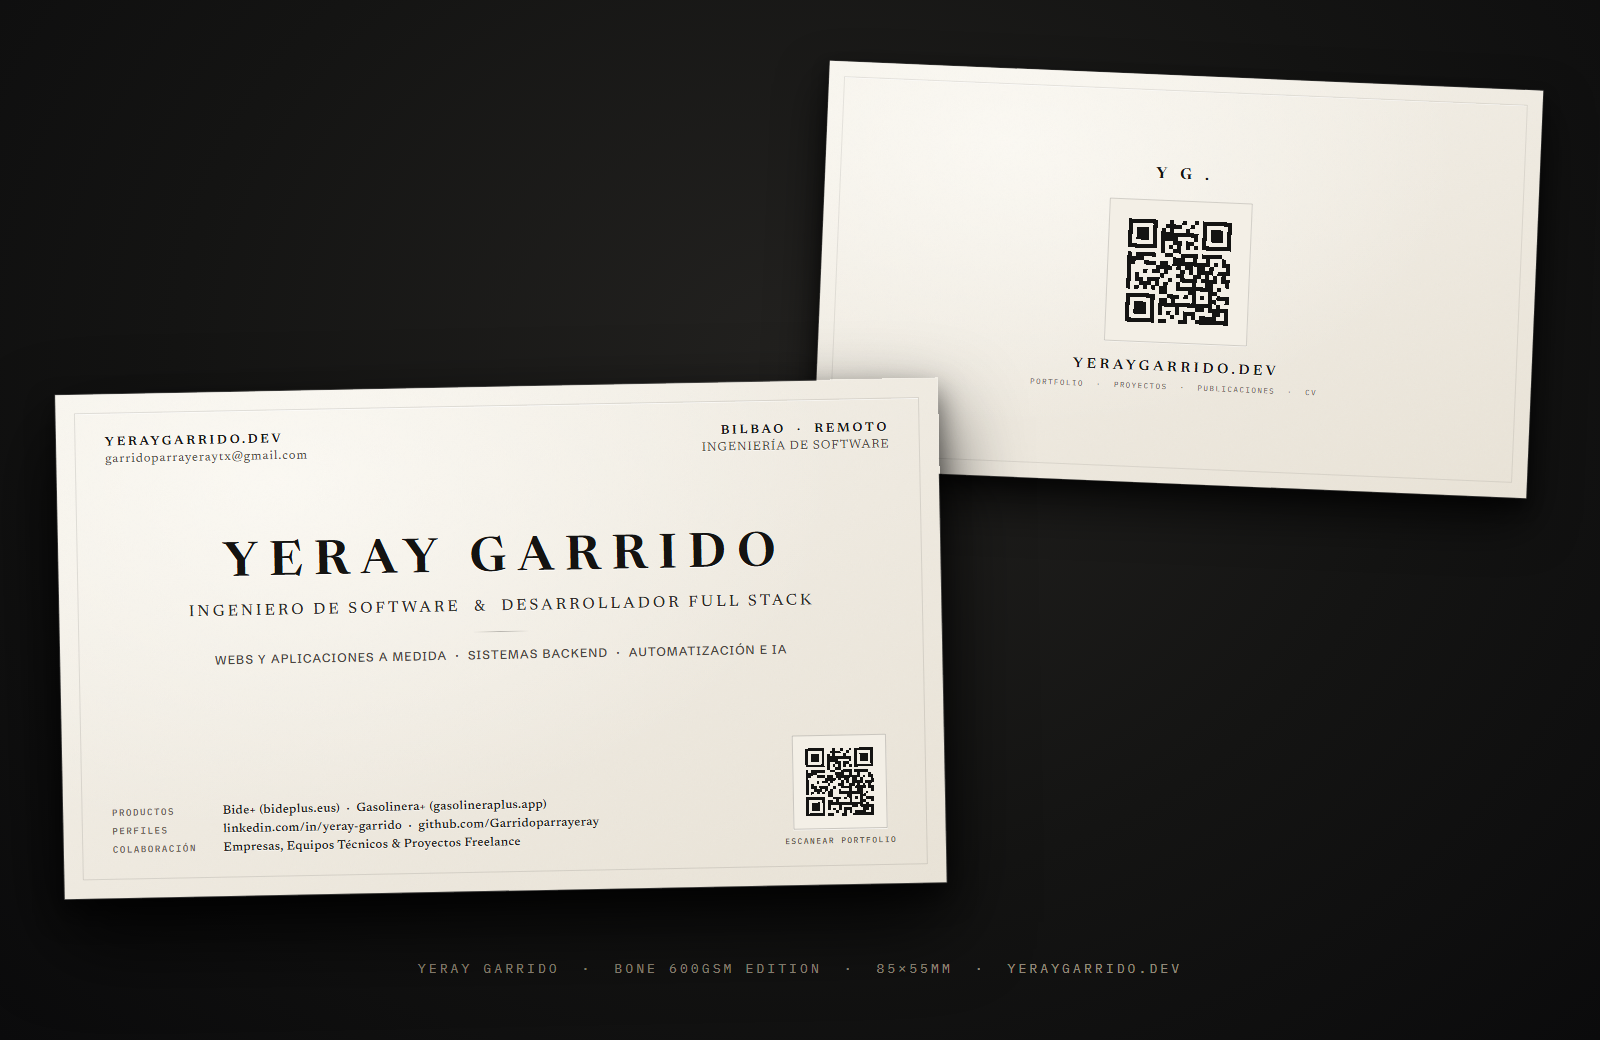 Y G .
YERAYGARRIDO.DEV
PORTFOLIO · PROYECTOS · PUBLICACIONES · CV
YERAYGARRIDO.DEV
garridoparrayeraytx@gmail.com
BILBAO · REMOTO
INGENIERÍA DE SOFTWARE
YERAY GARRIDO
INGENIERO DE SOFTWARE & DESARROLLADOR FULL STACK
WEBS Y APLICACIONES A MEDIDA · SISTEMAS BACKEND · AUTOMATIZACIÓN E IA
PRODUCTOS Bide+ (bideplus.eus) · Gasolinera+ (gasolineraplus.app)
PERFILES linkedin.com/in/yeray-garrido · github.com/Garridoparrayeray
COLABORACIÓN Empresas, Equipos Técnicos & Proyectos Freelance
ESCANEAR PORTFOLIO
YERAY GARRIDO · BONE 600GSM EDITION · 85×55MM · YERAYGARRIDO.DEV